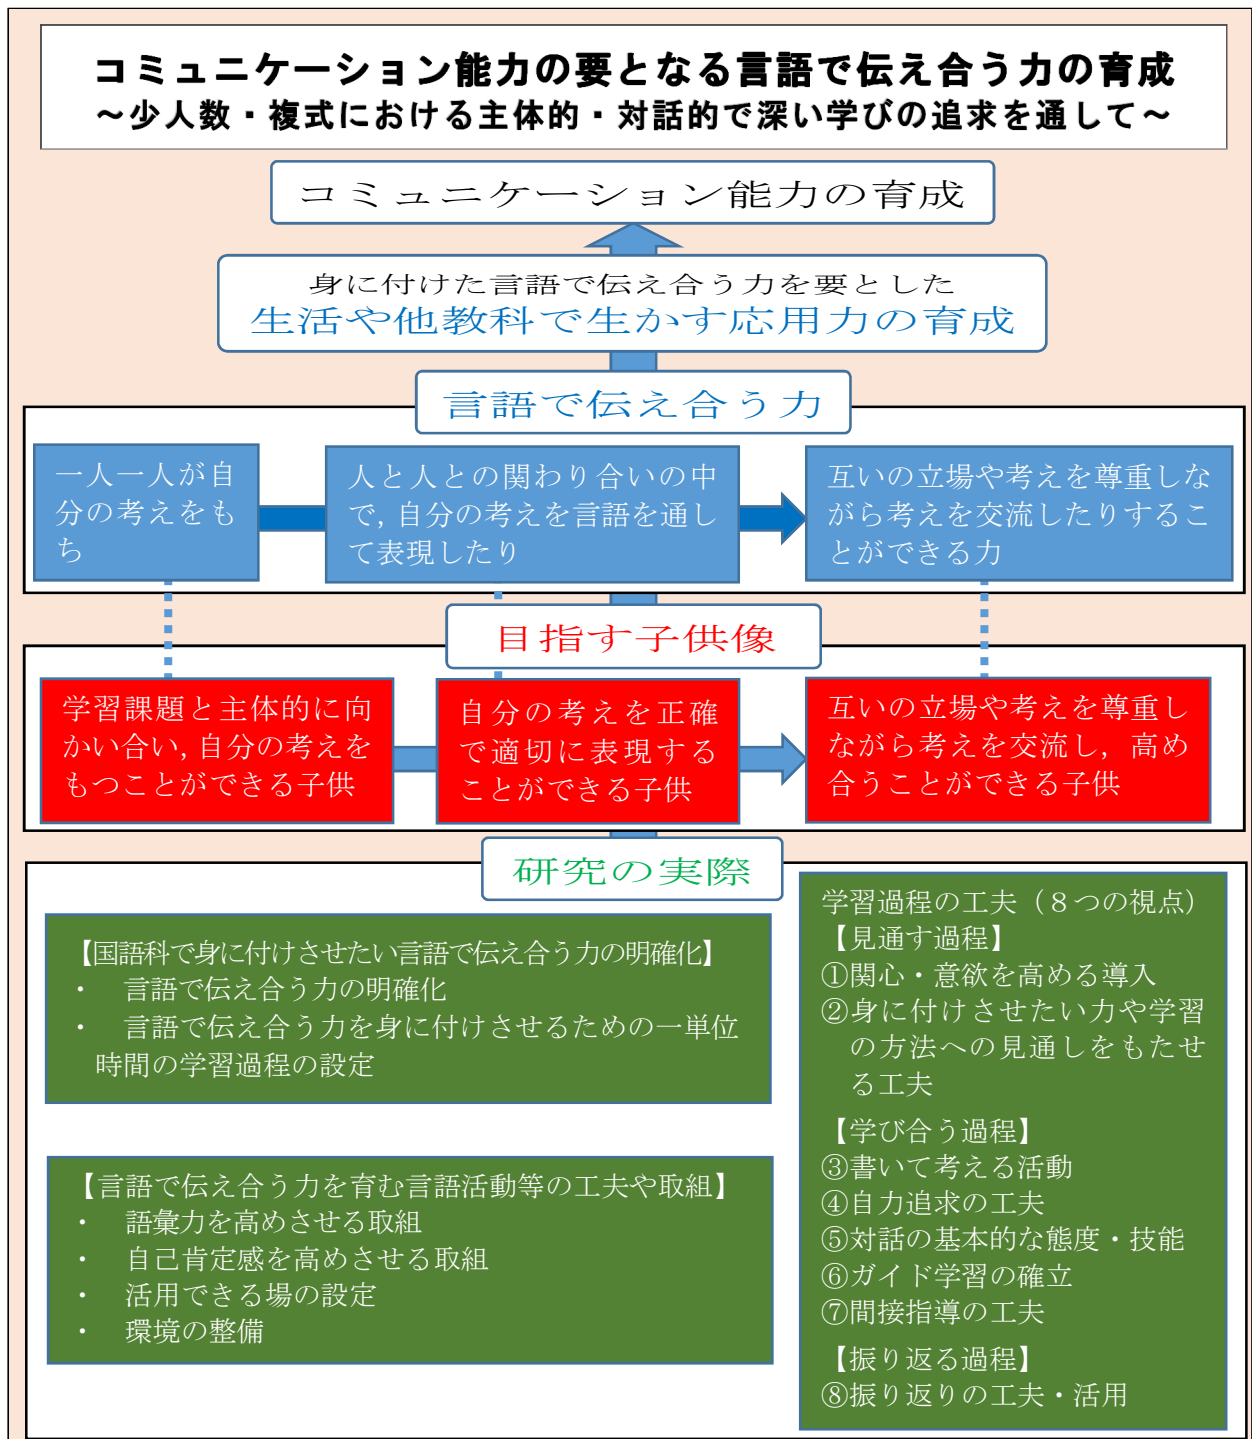 コミュニケーション能力の要となる言語で伝え合う力の育成
～少人数・複式における主体的・対話的で深い学びの追求を通して～
コミュニケーション能力の育成
身に付けた言語で伝え合う力を要とした
生活や他教科で生かす応用力の育成
言語で伝え合う力
一人一人が自
分の考えをも
ち
人と人との関わり合いの中
で，自分の考えを言語を通し
て表現したり
互いの立場や考えを尊重しな
がら考えを交流したりするこ
とができる力
目指す子供像
学習課題と主体的に向
かい合い，自分の考えを
もつことができる子供
自分の考えを正確
で適切に表現する
ことができる子供
互いの立場や考えを尊重し
ながら考えを交流し，高め
合うことができる子供
研究の実際
【国語科で身に付けさせたい言語で伝え合う力の明確化】
・　言語で伝え合う力の明確化
・　言語で伝え合う力を身に付けさせるための一単位
時間の学習過程の設定
【言語で伝え合う力を育む言語活動等の工夫や取組】
・　語彙力を高めさせる取組
・　自己肯定感を高めさせる取組
・　活用できる場の設定
・　環境の整備
学習過程の工夫（８つの視点）
【見通す過程】
①関心・意欲を高める導入
②身に付けさせたい力や学習
の方法への見通しをもたせ
る工夫
【学び合う過程】
③書いて考える活動
④自力追求の工夫
⑤対話の基本的な態度・技能
⑥ガイド学習の確立
⑦間接指導の工夫
【振り返る過程】
⑧振り返りの工夫・活用